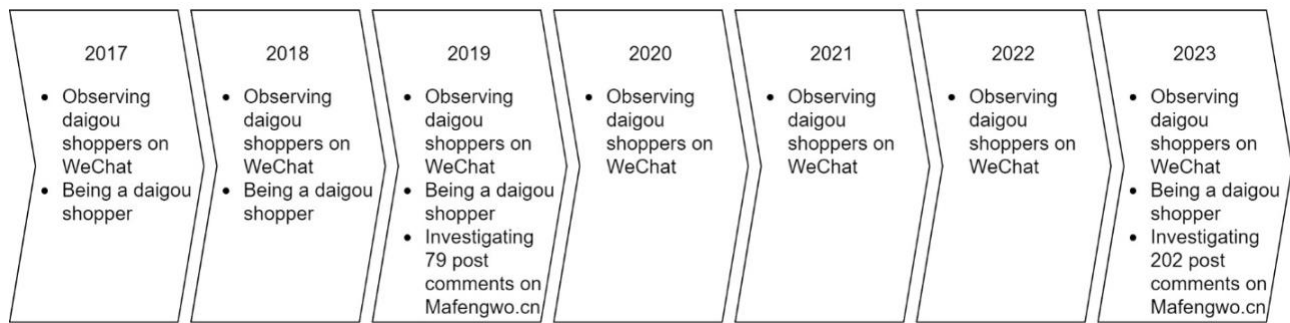 2017
• Observing
daigou
shoppers on
WeChat
• Being a daigou
shopper
2018
• Observing
daigou
shoppers on
WeChat
• Being a daigou
shopper
2019
• Observing
daigou
shoppers on
WeChat
• Being a daigou
shopper
• Investigating
79 post
comments on
Mafengwo.cn
2020
• Observing
daigou
shoppers on
WeChat
2021
• Observing
daigou
shoppers on
WeChat
2022
• Observing
daigou
shoppers on
WeChat
2023
• Observing
daigou
shoppers on
WeChat
• Being a daigou
shopper
• Investigating
202 post
comments on
Mafengwo.cn